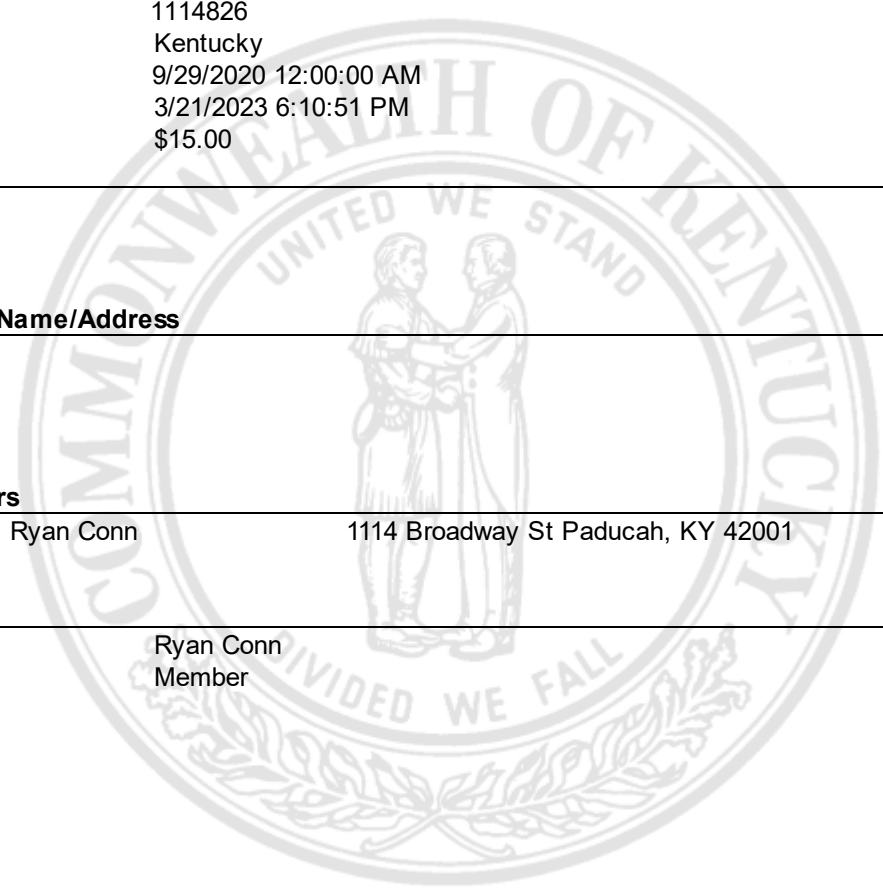 1114826
Kentucky
9/29/2020 12:00:00 AM
3/21/2023 6:10:51 PM
$15.00
COMMONWEALTH OF KENTUCKY
UNITED WE STAND
Name/Address
rs
Ryan Conn 1114 Broadway St Paducah, KY 42001
Ryan Conn
Member
DIVIDED WE FALL